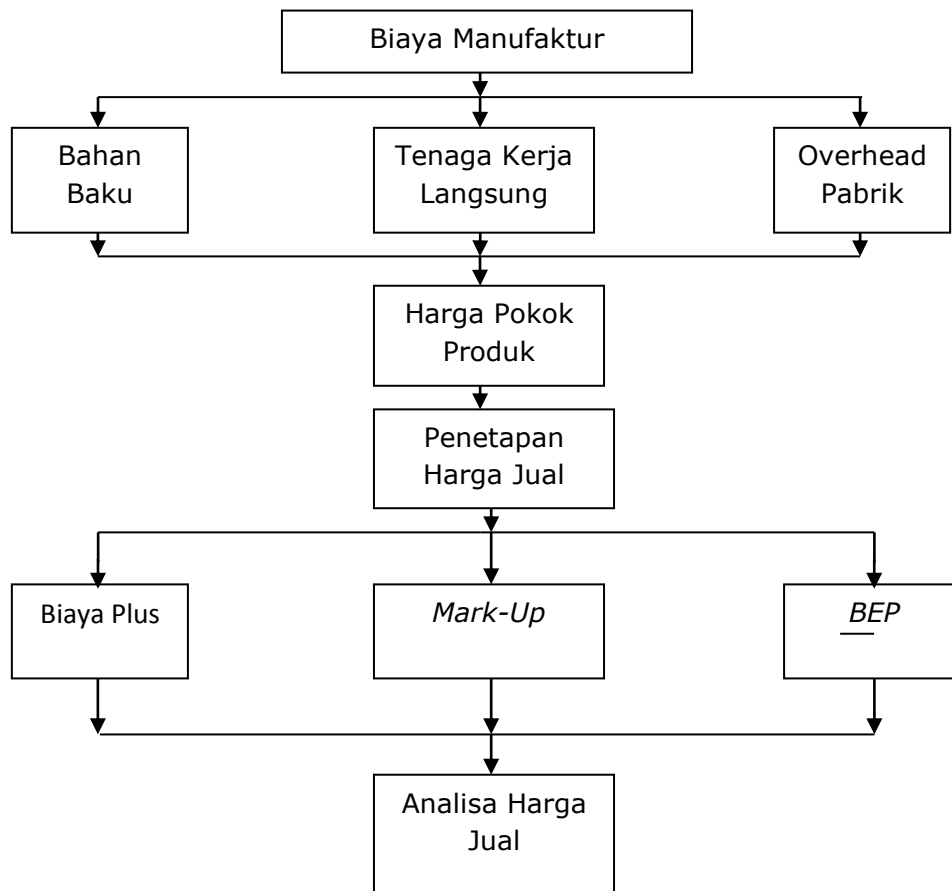 Biaya Manufaktur
Bahan
Baku
Tenaga Kerja
Langsung
Overhead
Pabrik
Harga Pokok
Produk
Penetapan
Harga Jual
Biaya Plus
Mark-Up
BEP
Analisa Harga
Jual